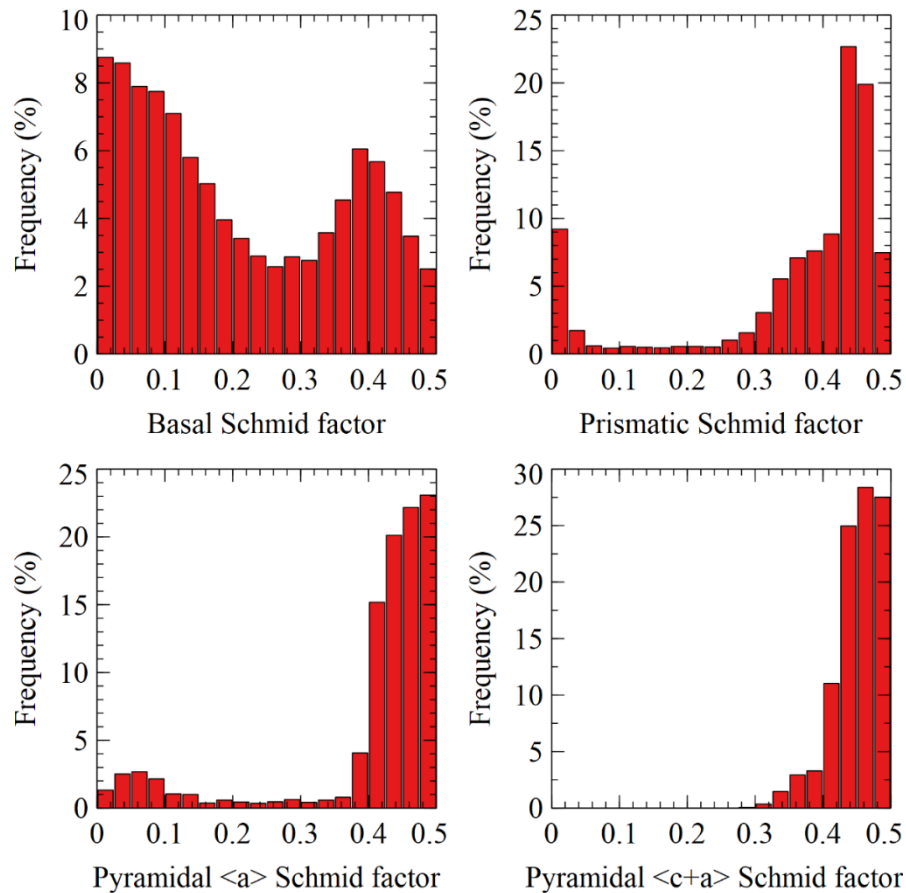 10
8
6
4
2
0
Frequency (%)
0 0.1 0.2 0.3 0.4 0.5
Basal Schmid factor
25
20
15
10
5
0
Frequency (%)
0 0.1 0.2 0.3 0.4 0.5
Prismatic Schmid factor
25
20
15
10
5
0
Frequency (%)
0 0.1 0.2 0.3 0.4 0.5
Pyramidal <a> Schmid factor
30
25
20
15
10
5
0
Frequency (%)
0 0.1 0.2 0.3 0.4 0.5
Pyramidal <c+a> Schmid factor